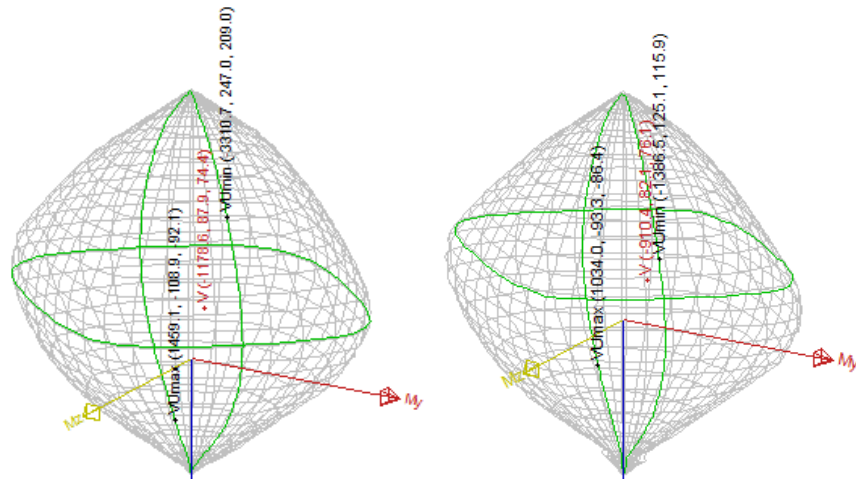 VUmin (-3310.7, 247.0, 209.0)
V (-1178.6, 87.9, 74.4)
VUmax (1459.1, -108.9, -92.1)
Mz
My
VUmin (-1386.5, 125.1, 115.9)
V (-910.4, 82.1, 76.1)
VUmax (1034.0, -93.3, -86.4)
Mz
My